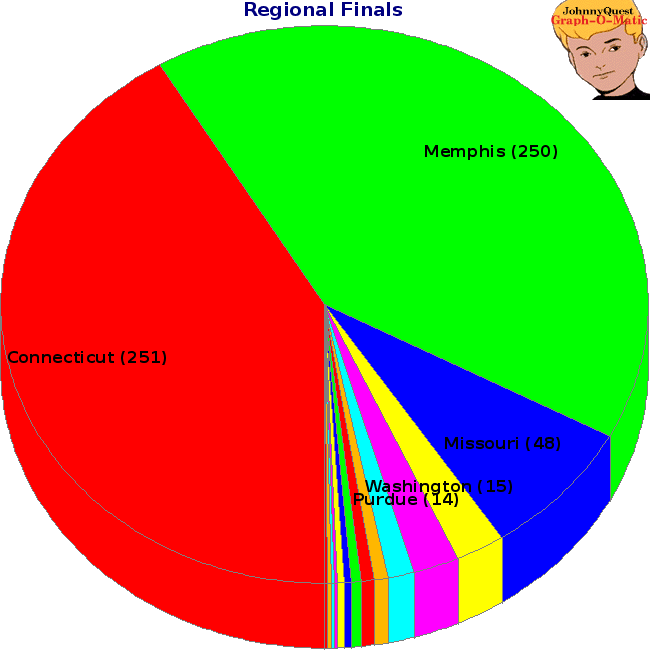 Regional Finals
JohnnyQuest
Graph-O-Matic
Memphis (250)
Connecticut (251)
Missouri (48)
Washington (15)
Purdue (14)